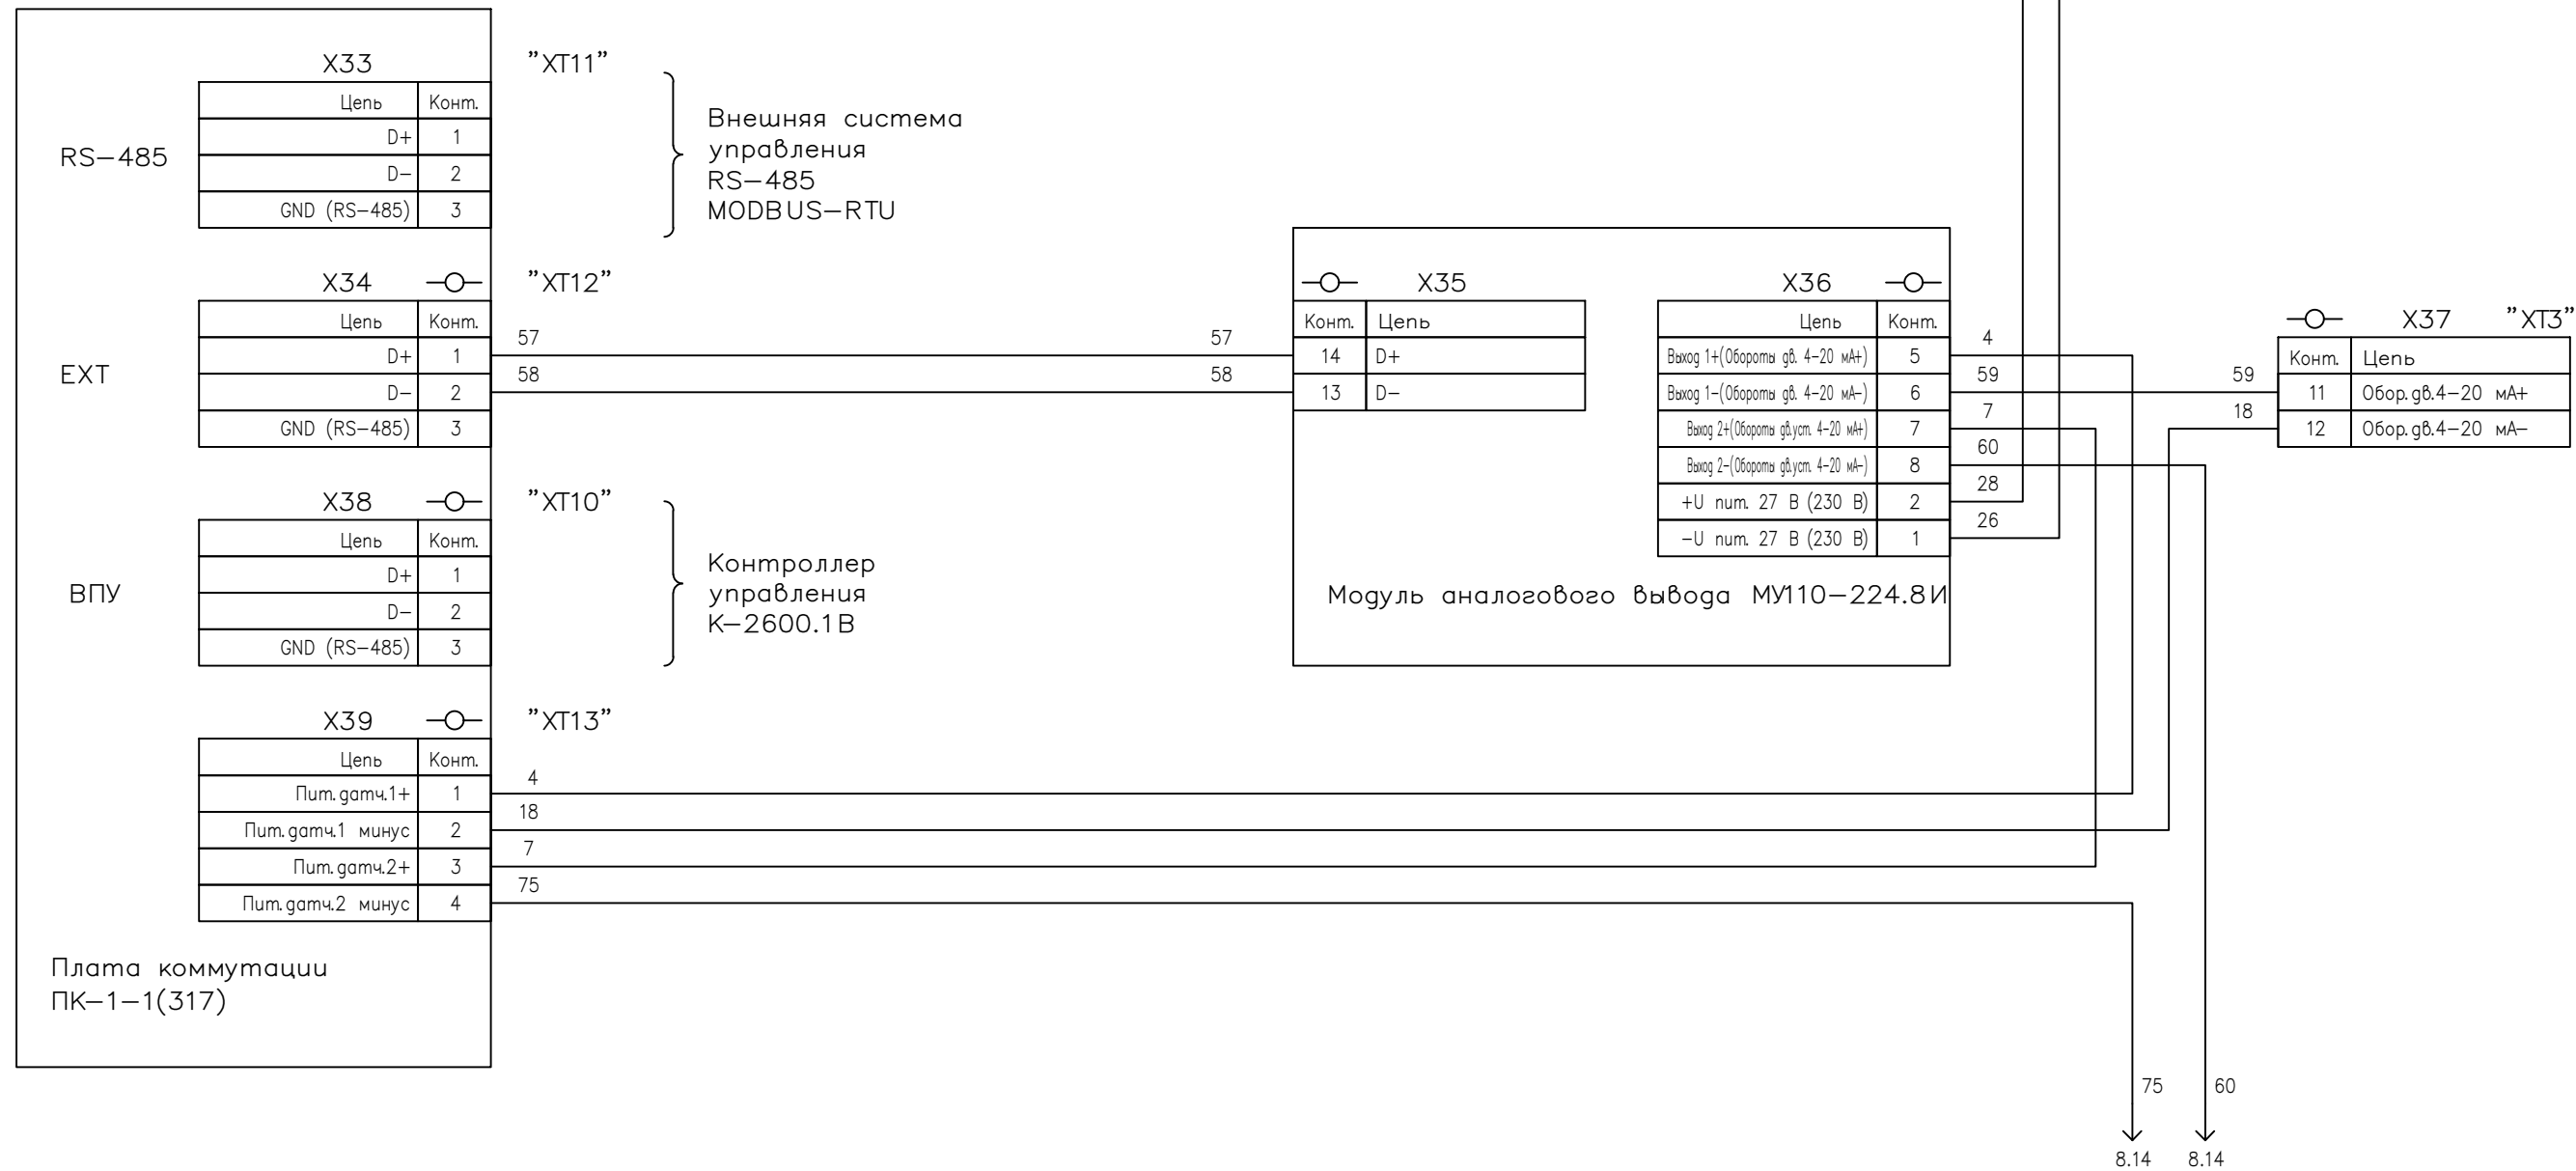 X33 "XT11"
Цепь Конт.
D+ 1
D− 2
GND (RS−485) 3
RS−485
Внешняя система
управления
RS−485
MODBUS−RTU
X34 "XT12"
Цепь Конт.
D+ 1
D− 2
GND (RS−485) 3
EXT
57 57
58 58
X35
Конт. Цепь
14 D+
13 D−
X36
Цепь Конт.
Выход 1+(Обороты дв. 4−20 мА+) 5 4
Выход 1−(Обороты дв. 4−20 мА−) 6 59
Выход 2+(Обороты дв.уст. 4−20 мА+) 7 7
Выход 2−(Обороты дв.уст. 4−20 мА−) 8 60
+U пит. 27 В (230 В) 2 28
−U пит. 27 В (230 В) 1 26
Модуль аналогового вывода МУ110−224.8И
X37 "XT3"
Конт. Цепь
59 11 Обор.дв.4−20 мА+
18 12 Обор.дв.4−20 мА−
X38 "XT10"
Цепь Конт.
D+ 1
D− 2
GND (RS−485) 3
ВПУ
Контроллер
управления
К−2600.1В
X39 "XT13"
Цепь Конт.
Пит.датч.1+ 1 4
Пит.датч.1 минус 2 18
Пит.датч.2+ 3 7
Пит.датч.2 минус 4 75
Плата коммутации
ПК−1−1(317)
75 60
8.14 8.14